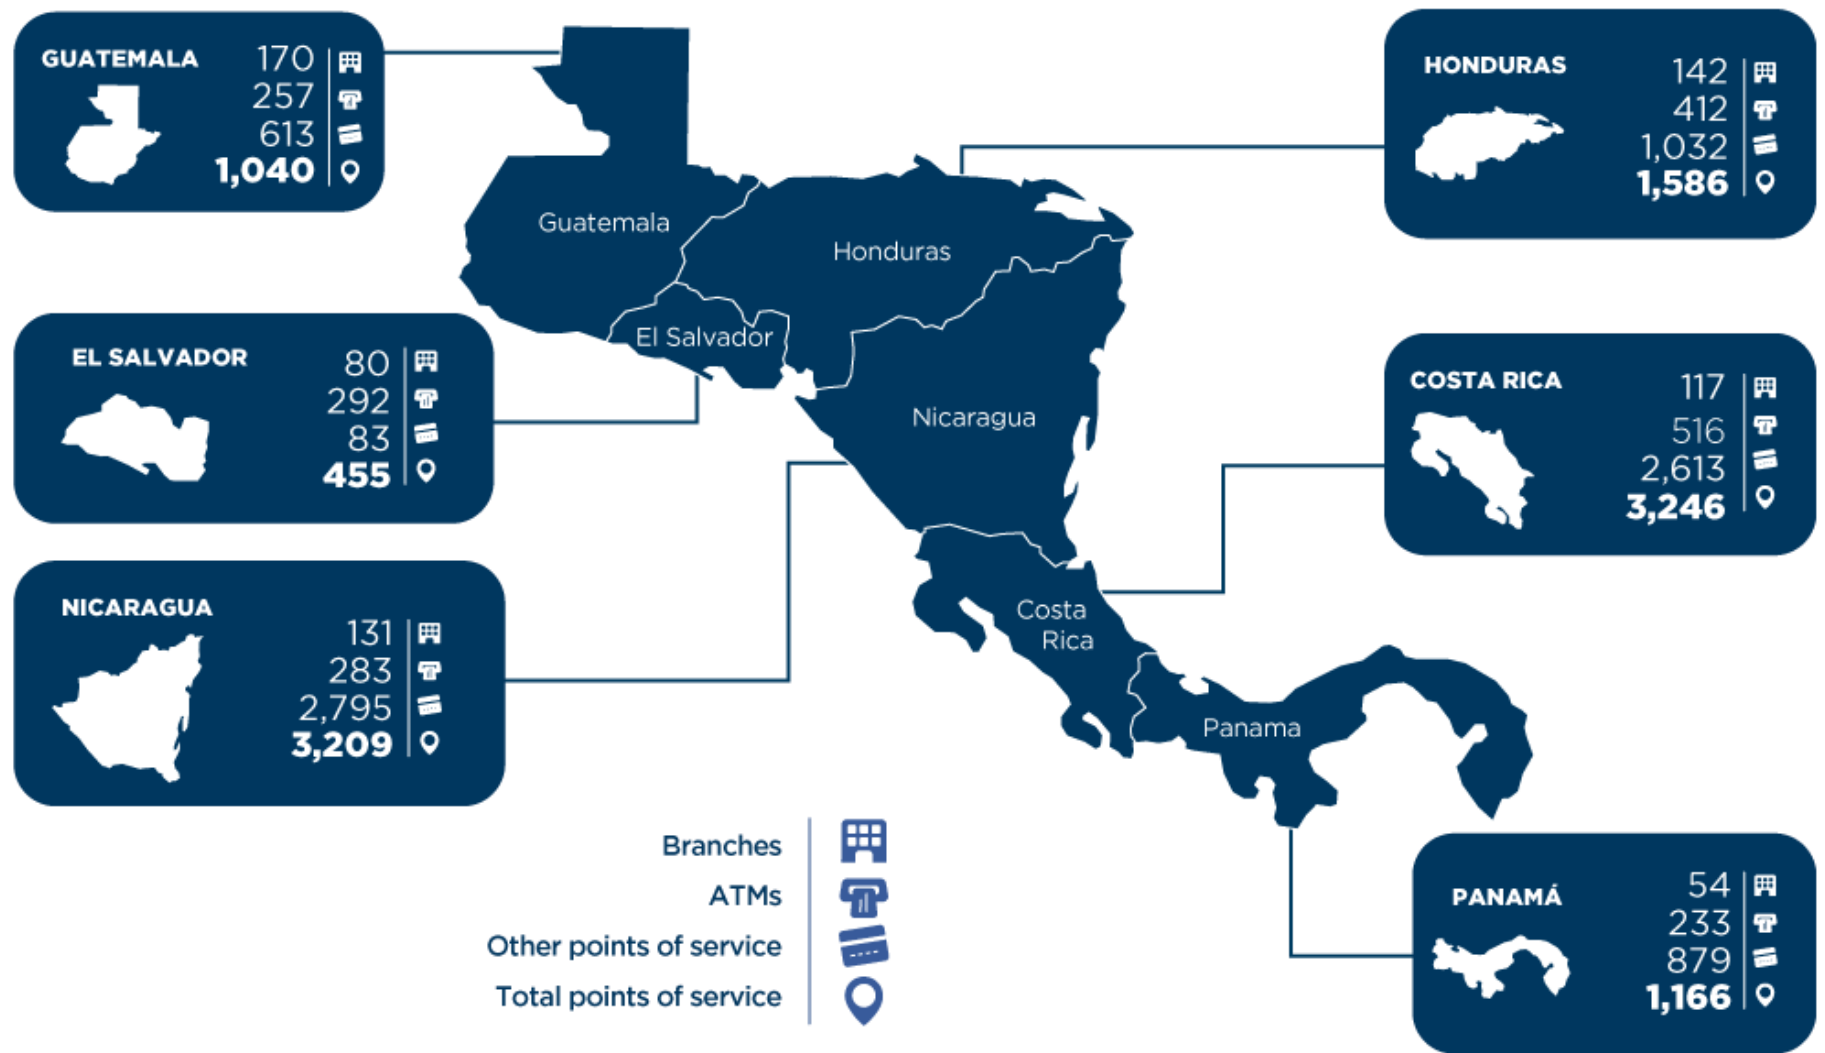 GUATEMALA
170
257
613
1,040
HONDURAS
142
412
1,032
1,586
Guatemala
Honduras
El Salvador
Nicaragua
Costa
Rica
Panama
EL SALVADOR
80
292
83
455
COSTA RICA
117
516
2,613
3,246
NICARAGUA
131
283
2,795
3,209
Branches
ATMs
Other points of service
Total points of service
PANAMÁ
54
233
879
1,166